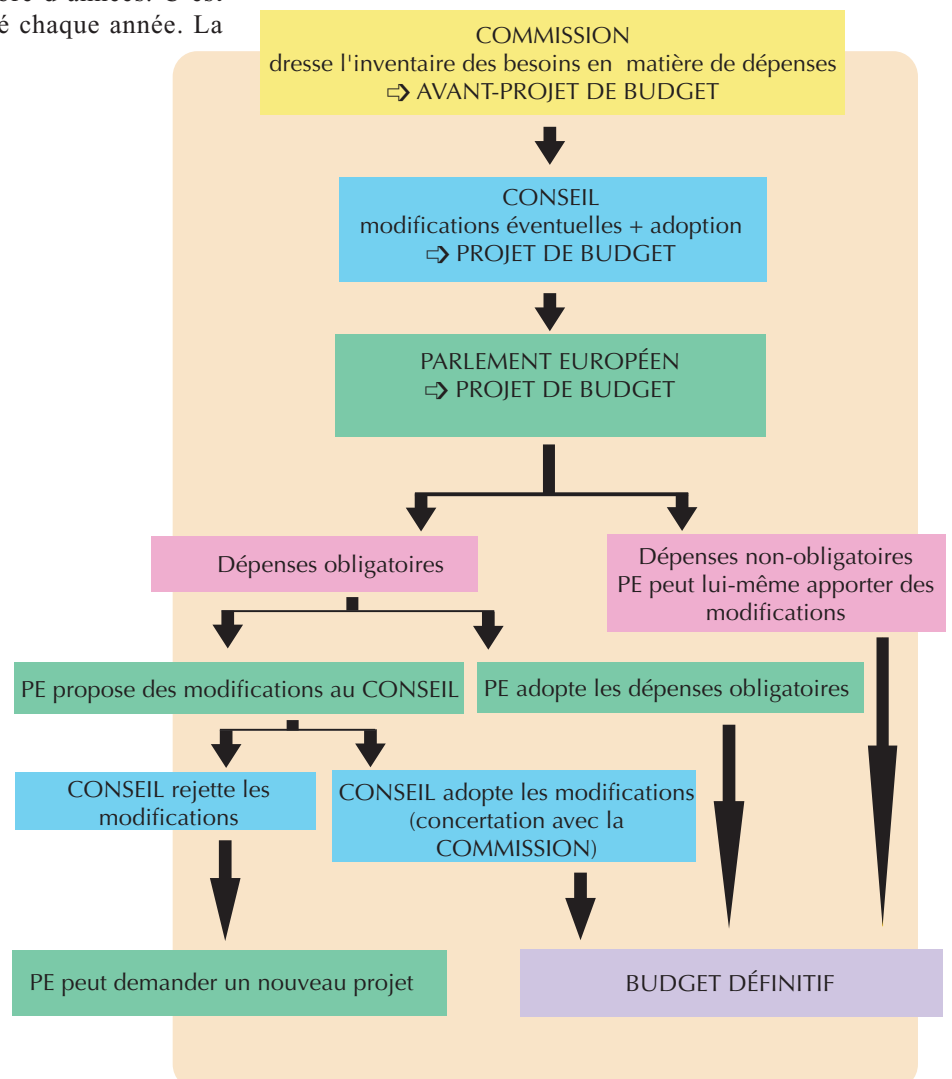 é chaque année. La
COMMISSION
dresse l'inventaire des besoins en matière de dépenses
➩ AVANT-PROJET DE BUDGET
CONSEIL
modifications éventuelles + adoption
➩ PROJET DE BUDGET
PARLEMENT EUROPÉEN
➩ PROJET DE BUDGET
Dépenses obligatoires
Dépenses non-obligatoires
PE peut lui-même apporter des
modifications
PE propose des modifications au CONSEIL
PE adopte les dépenses obligatoires
CONSEIL rejette les
modifications
CONSEIL adopte les modifications
(concertation avec la
COMMISSION)
PE peut demander un nouveau projet
BUDGET DÉFINITIF